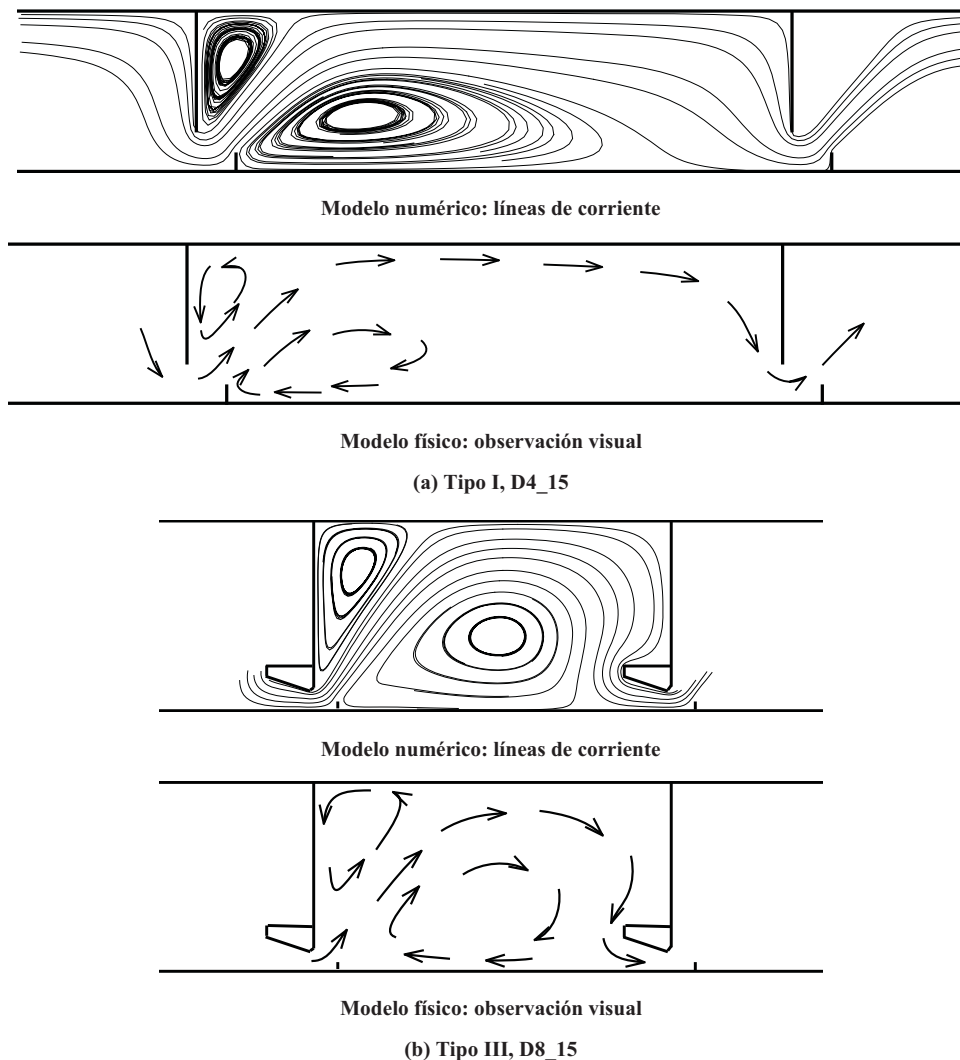 Modelo numérico: líneas de corriente
Modelo físico: observación visual
(a) Tipo I, D4_15
Modelo numérico: líneas de corriente
Modelo físico: observación visual
(b) Tipo III, D8_15